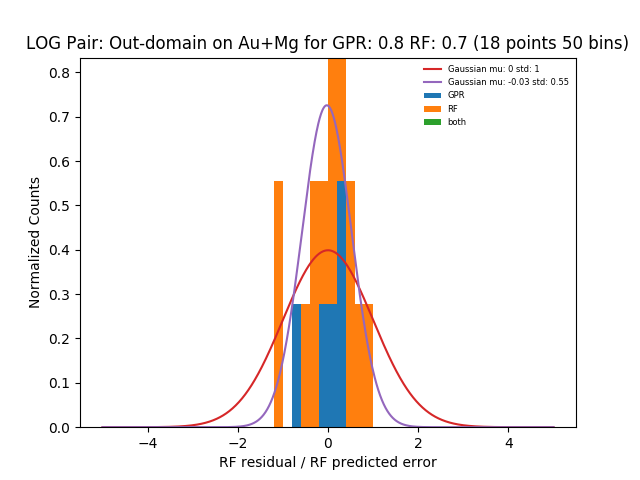 LOG Pair: Out-domain on Au+Mg for GPR: 0.8 RF: 0.7 (18 points 50 bins)
Gaussian mu: 0 std: 1
Gaussian mu: -0.03 std: 0.55
GPR
RF
both
Normalized Counts
0.8
0.7
0.6
0.5
0.4
0.3
0.2
0.1
0.0
−4 −2 0 2 4
RF residual / RF predicted error